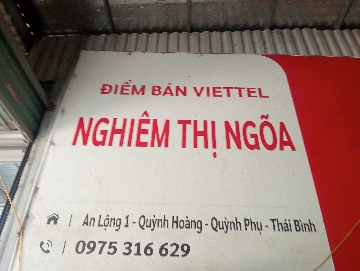 ĐIỂM BÁN VIETTEL
NGHIÊM THỊ NGÕA
An Lộng 1 - Quỳnh Hoàng - Quỳnh Phụ - Thái Bình
0975 316 629